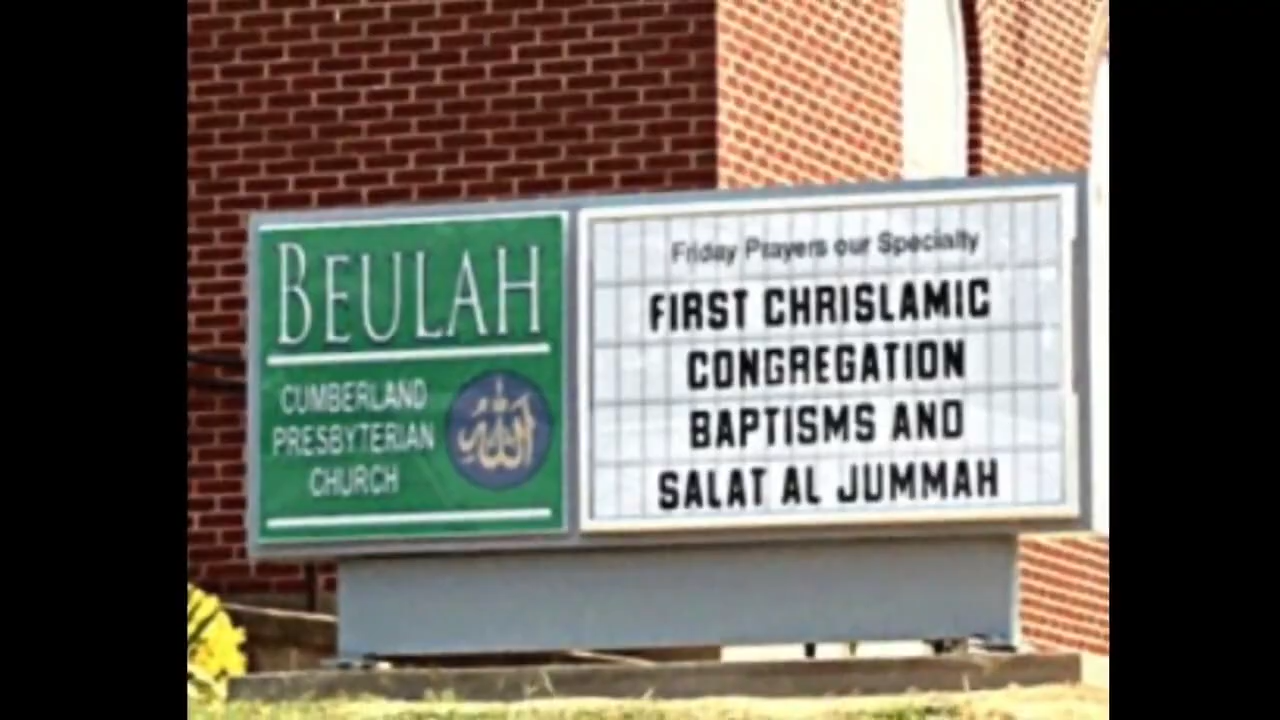 BEULAH
CUMBERLAND
PRESBYTERIAN
CHURCH
الله
Friday Prayers our Specialty
FIRST CHRISLAMIC
CONGREGATION
BAPTISMS AND
SALAT AL JUMMAH